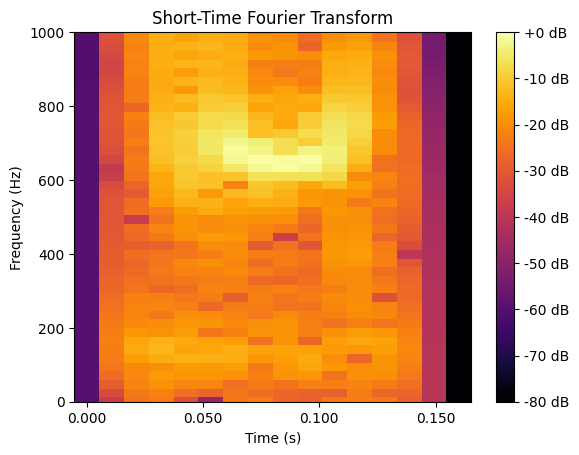 Short-Time Fourier Transform
Frequency (Hz)
1000
800
600
400
200
0
0.000
0.050
0.100
0.150
Time (s)
+0 dB
-10 dB
-20 dB
-30 dB
-40 dB
-50 dB
-60 dB
-70 dB
-80 dB